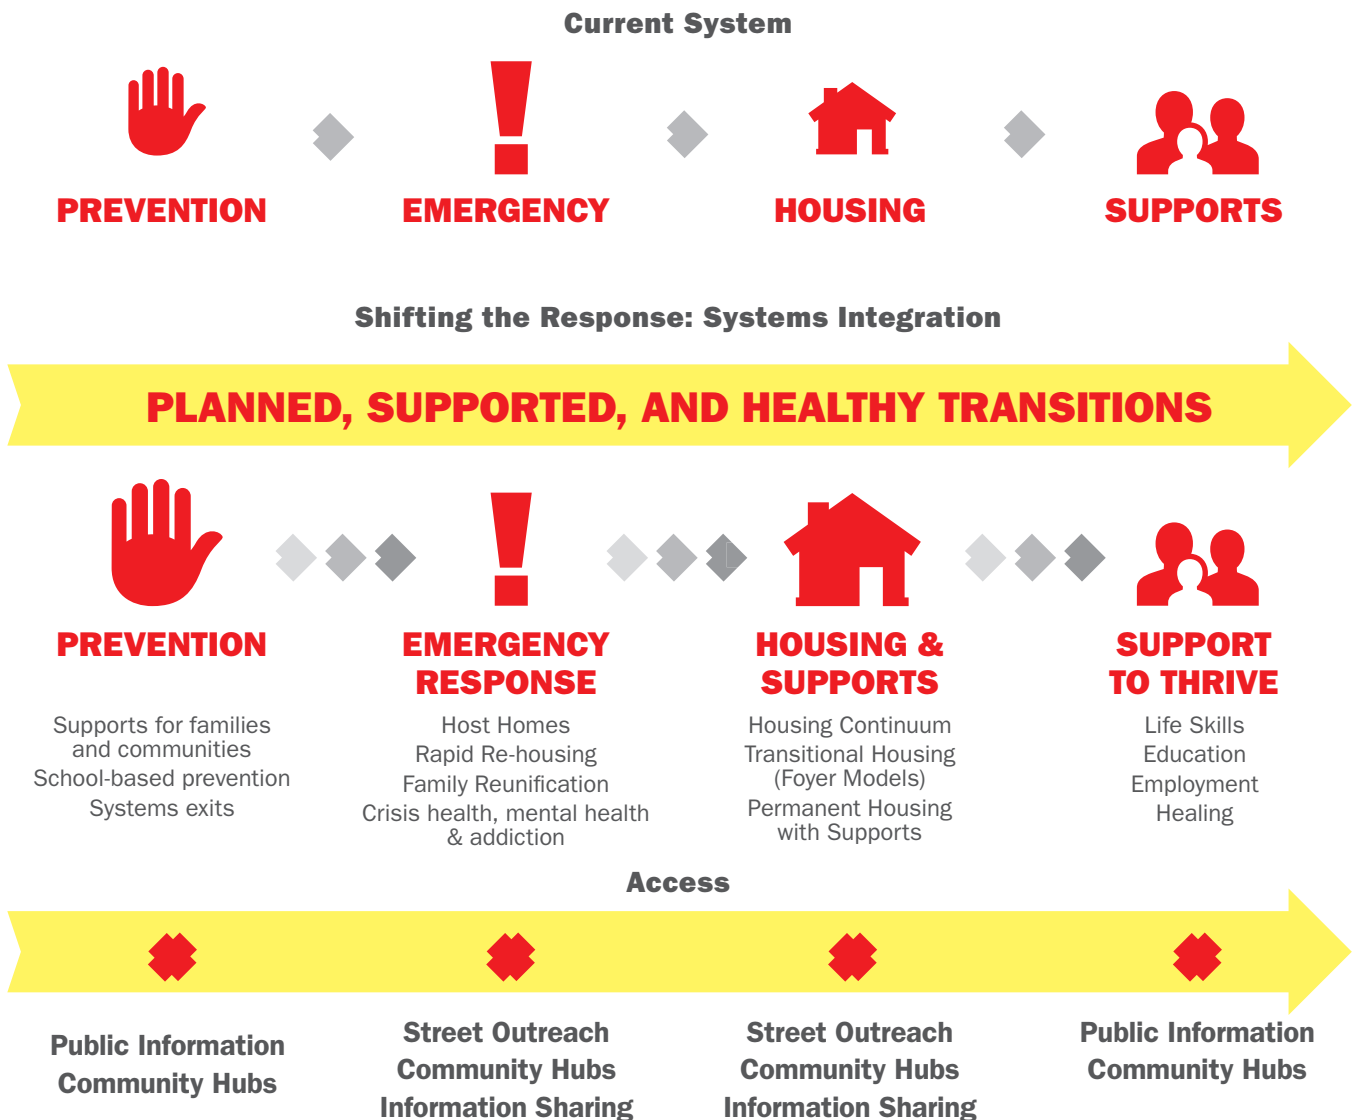 Current System
PREVENTION
EMERGENCY
HOUSING
SUPPORTS
Shifting the Response: Systems Integration
PLANNED, SUPPORTED, AND HEALTHY TRANSITIONS
PREVENTION
Supports for families
and communities
School-based prevention
Systems exits
EMERGENCY
RESPONSE
Host Homes
Rapid Re-housing
Family Reunification
Crisis health, mental health
& addiction
HOUSING &
SUPPORTS
Housing Continuum
Transitional Housing
(Foyer Models)
Permanent Housing
with Supports
SUPPORT
TO THRIVE
Life Skills
Education
Employment
Healing
Access
Public Information
Community Hubs
Street Outreach
Community Hubs
Information Sharing
Street Outreach
Community Hubs
Information Sharing
Public Information
Community Hubs